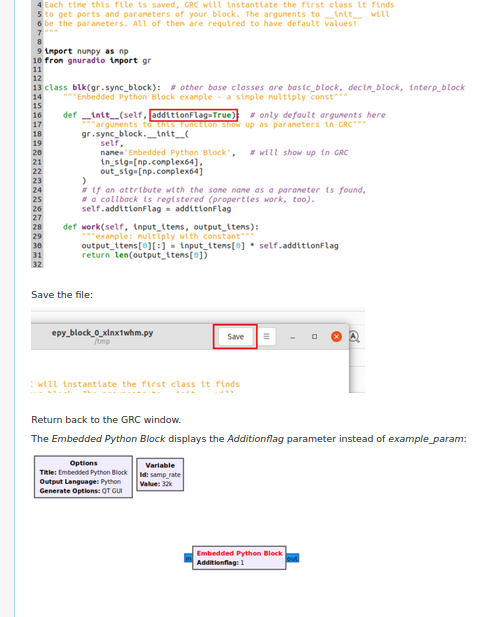 4 Each time this file is saved, GRC will instantiate the first class it finds
5 to get ports and parameters of your block. The arguments to __init__  will
6 be the parameters. All of them are required to have default values!
7 """
8
9 import numpy as np
10 from gnuradio import gr
11
12
13 class blk(gr.sync_block):  # other base classes are basic_block, decim_block, interp_block
14     """Embedded Python Block example - a simple multiply const"""
15
16     def __init__(self, additionFlag=True):  # only default arguments here
17         """arguments to this function show up as parameters in GRC"""
18         gr.sync_block.__init__(
19             self,
20             name='Embedded Python Block',   # will show up in GRC
21             in_sig=[np.complex64],
22             out_sig=[np.complex64]
23         )
24         # if an attribute with the same name as a parameter is found,
25         # a callback is registered (properties work, too).
26         self.additionFlag = additionFlag
27
28     def work(self, input_items, output_items):
29         """example: multiply with constant"""
30         output_items[0][:] = input_items[0] * self.additionFlag
31         return len(output_items[0])
32
Save the file:
epy_block_0_xlnx1whm.py
/tmp
Save
will instantiate the first class it finds
Return back to the GRC window.
The Embedded Python Block displays the Additionflag parameter instead of example_param:
Options
Title: Embedded Python Block
Output Language: Python
Generate Options: QT GUI
Variable
Id: samp_rate
Value: 32k
in
Embedded Python Block
Additionflag: 1
out